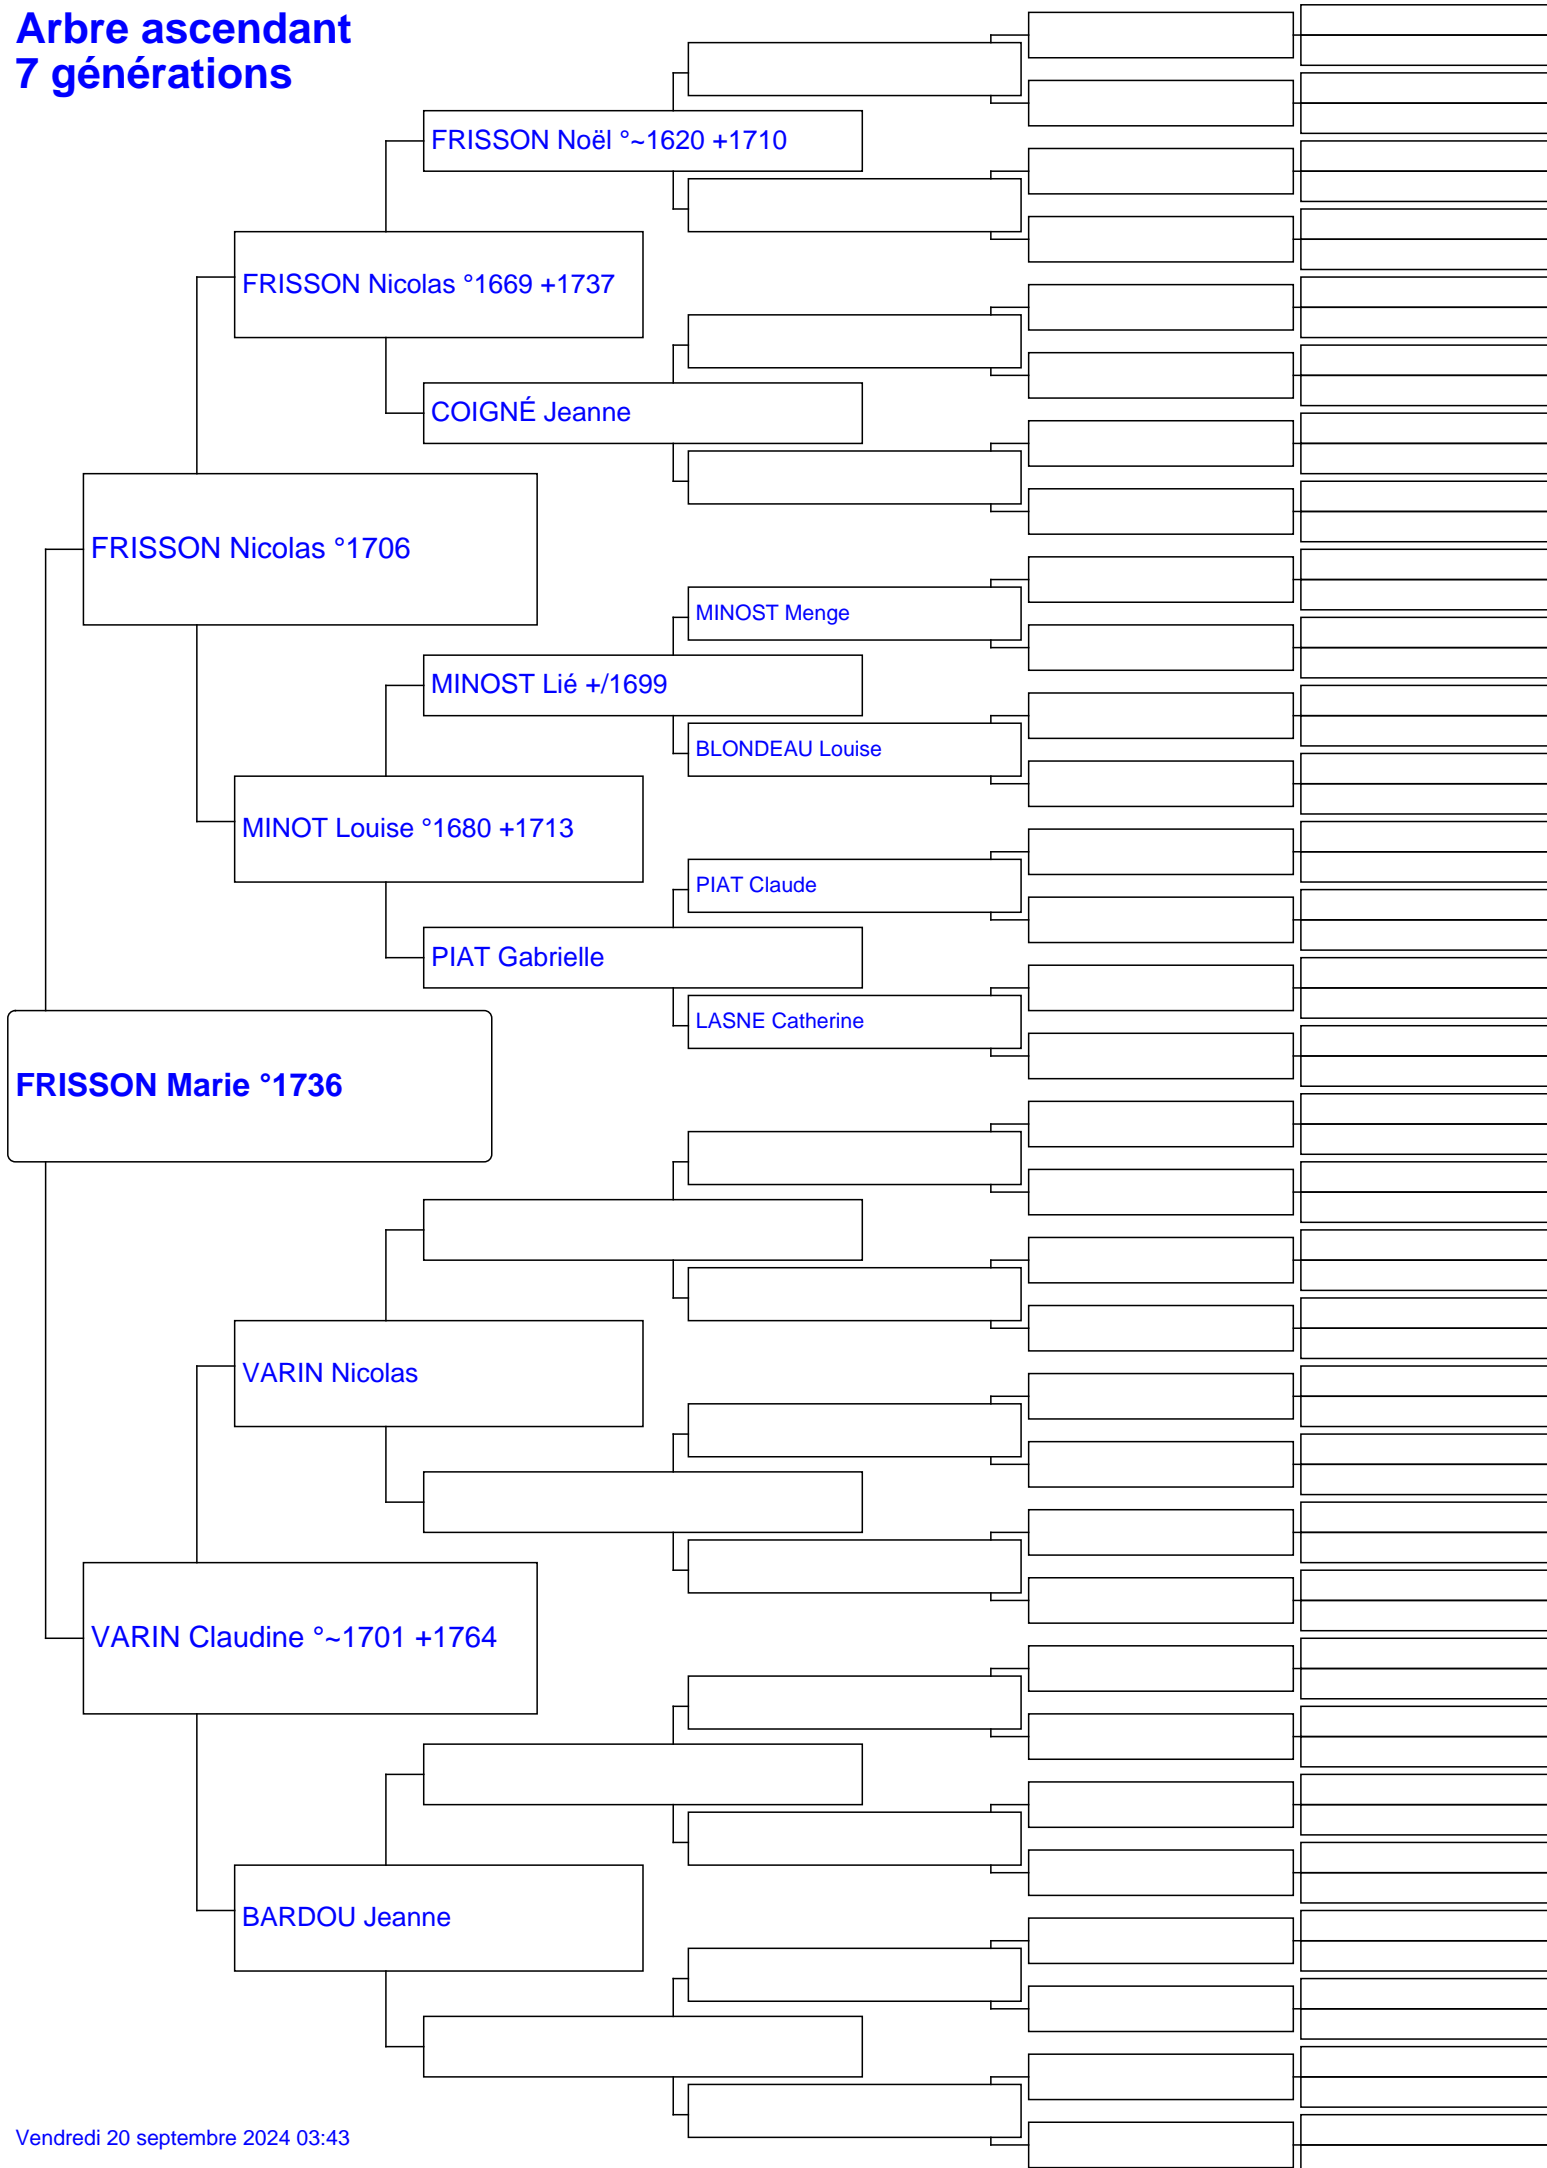 Arbre ascendant
7 générations
FRISSON Noël °~1620 +1710
FRISSON Nicolas °1669 +1737
COIGNÉ Jeanne
FRISSON Nicolas °1706
MINOST Menge
MINOST Lié +/1699
BLONDEAU Louise
MINOT Louise °1680 +1713
PIAT Claude
PIAT Gabrielle
LASNE Catherine
FRISSON Marie °1736
VARIN Nicolas
VARIN Claudine °~1701 +1764
BARDOU Jeanne
Vendredi 20 septembre 2024 03:43